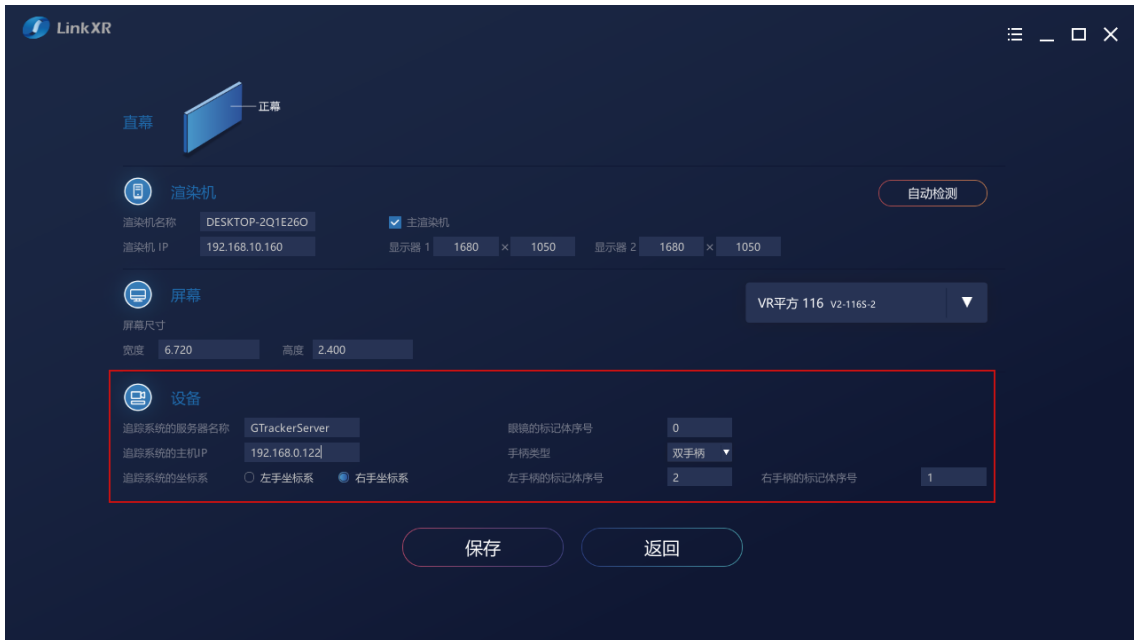 LinkXR
直幕 正幕
渲染机 自动检测
渲染机名称 DESKTOP-2Q1E26O 主渲染机
渲染机 IP 192.168.10.160 显示器 1 1680 × 1050 显示器 2 1680 × 1050
屏幕 VR平方 116 V2-116S-2
屏幕尺寸
宽度 6.720 高度 2.400
设备
追踪系统的服务器名称 GTrackerServer 眼镜的标记体序号 0
追踪系统的主机IP 192.168.0.122 手柄类型 双手柄
追踪系统的坐标系 左手坐标系 右手坐标系 左手柄的标记体序号 2 右手柄的标记体序号 1
保存 返回